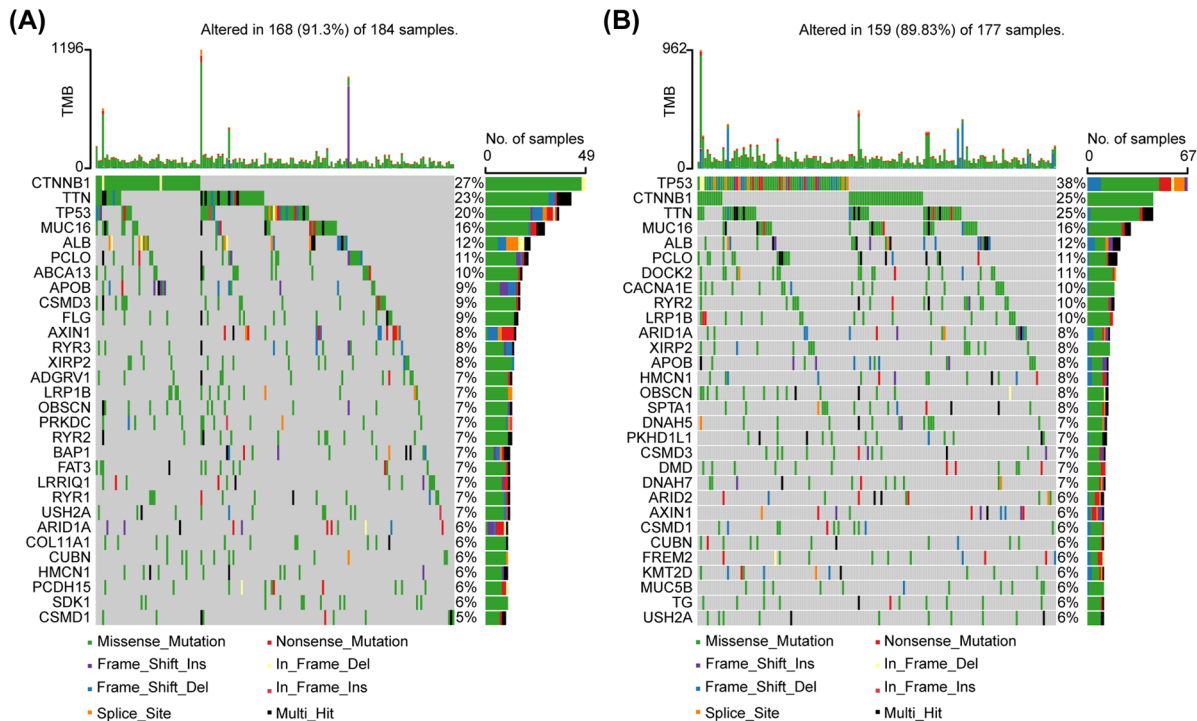 (A)
Altered in 168 (91.3%) of 184 samples.
1196
TMB
0
No. of samples
0 49
CTNNB1 27%
TTN 23%
TP53 20%
MUC16 16%
ALB 12%
PCLO 11%
ABCA13 10%
APOB 9%
CSMD3 9%
FLG 9%
AXIN1 8%
RYR3 8%
XIRP2 8%
ADGRV1 7%
LRP1B 7%
OBSCN 7%
PRKDC 7%
RYR2 7%
BAP1 7%
FAT3 7%
LRRIQ1 7%
RYR1 7%
USH2A 7%
ARID1A 6%
COL11A1 6%
CUBN 6%
HMCN1 6%
PCDH15 6%
SDK1 6%
CSMD1 5%
Missense_Mutation Nonsense_Mutation
Frame_Shift_Ins In_Frame_Del
Frame_Shift_Del In_Frame_Ins
Splice_Site Multi_Hit
(B)
Altered in 159 (89.83%) of 177 samples.
962
TMB
0
No. of samples
0 67
TP53 38%
CTNNB1 25%
TTN 25%
MUC16 16%
ALB 12%
PCLO 11%
DOCK2 11%
CACNA1E 10%
RYR2 10%
LRP1B 10%
ARID1A 8%
XIRP2 8%
APOB 8%
HMCN1 8%
OBSCN 8%
SPTA1 8%
DNAH5 7%
PKHD1L1 7%
CSMD3 7%
DMD 7%
DNAH7 7%
ARID2 6%
AXIN1 6%
CSMD1 6%
CUBN 6%
FREM2 6%
KMT2D 6%
MUC5B 6%
TG 6%
USH2A 6%
Missense_Mutation Nonsense_Mutation
Frame_Shift_Ins In_Frame_Del
Frame_Shift_Del In_Frame_Ins
Splice_Site Multi_Hit